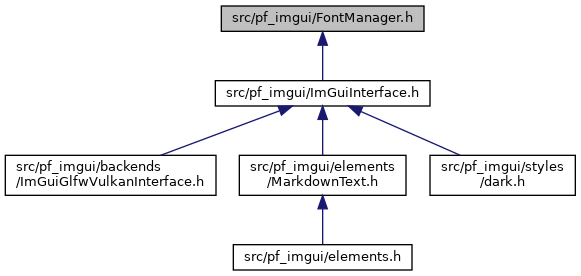 src/pf_imgui/FontManager.h
src/pf_imgui/ImGuiInterface.h
src/pf_imgui/backends
/ImGuiGlfwVulkanInterface.h
src/pf_imgui/elements
/MarkdownText.h
src/pf_imgui/styles
/dark.h
src/pf_imgui/elements.h